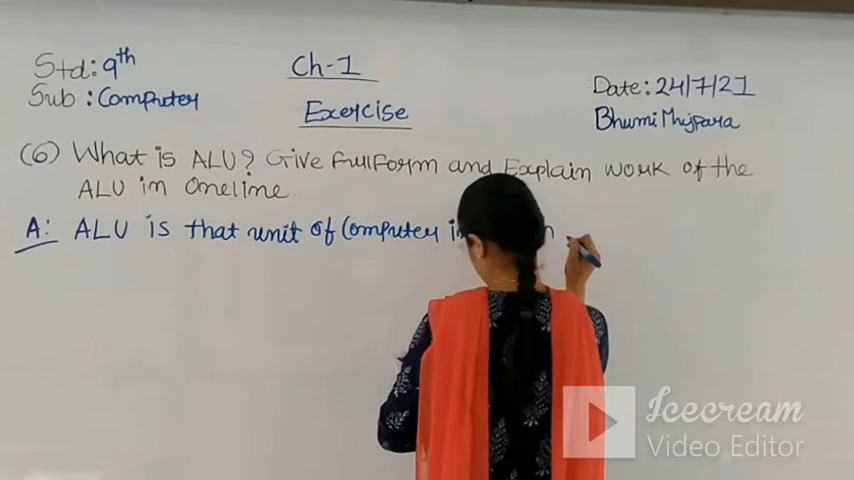 Std: 9th
Sub : Computer
Ch-1
Exercise
Date: 24/7/21
Bhumi Mujpara
(6) What is ALU? Give FullForm and Explain work of the
ALU in Oneline
A: ALU is that unit of Computer
Icecream
Video Editor